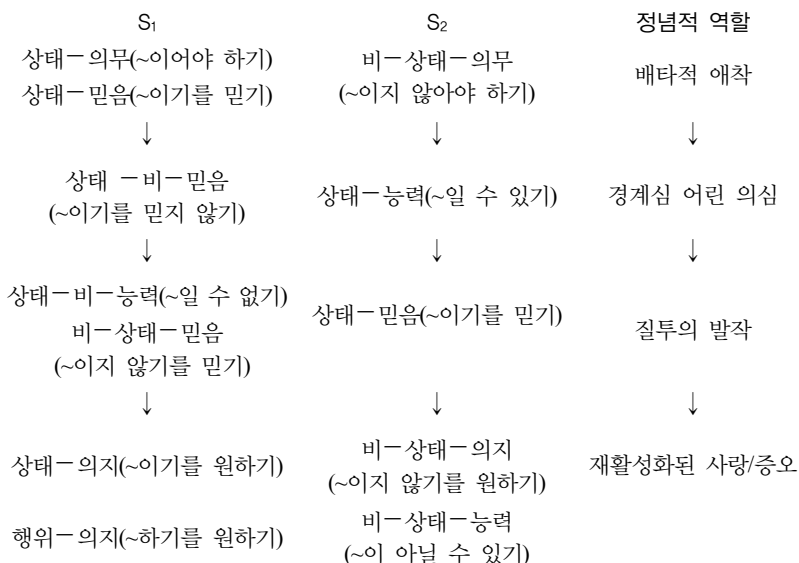 S₁ S₂ 정념적 역할
상태－의무(~이어야 하기)
상태－믿음(~이기를 믿기)
비－상태－의무
(~이지 않아야 하기)
배타적 애착
↓ ↓ ↓
상태 －비－믿음
(~이기를 믿지 않기)
상태－능력(~일 수 있기)
경계심 어린 의심
↓ ↓ ↓
상태－비－능력(~일 수 없기)
비－상태－믿음
(~이지 않기를 믿기)
상태－믿음(~이기를 믿기)
질투의 발작
↓ ↓ ↓
상태－의지(~이기를 원하기)
비－상태－의지
(~이지 않기를 원하기)
재활성화된 사랑/증오
행위－의지(~하기를 원하기)
비－상태－능력
(~이 아닐 수 있기)